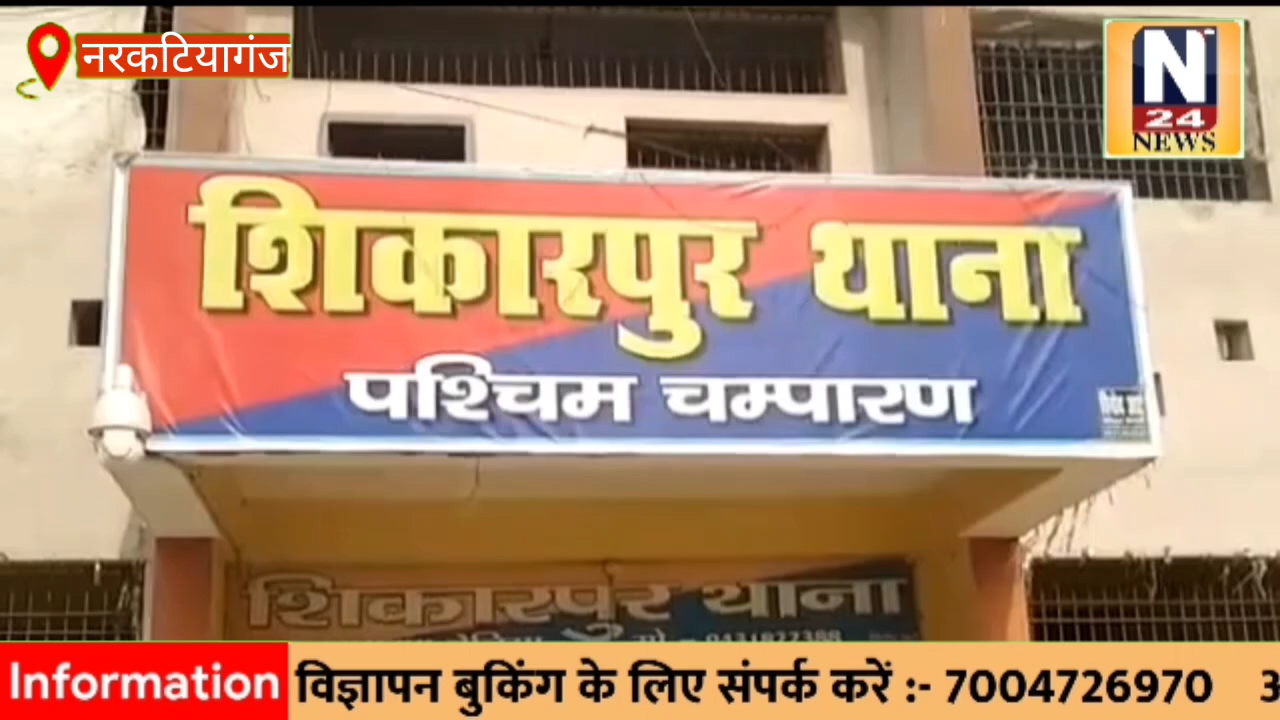 नरकटियागंज
N
24
NEWS
शिकारपुर थाना
पश्चिम चम्पारण
शिकारपुर थाना
Information विज्ञापन बुकिंग के लिए संपर्क करें :- 7004726970